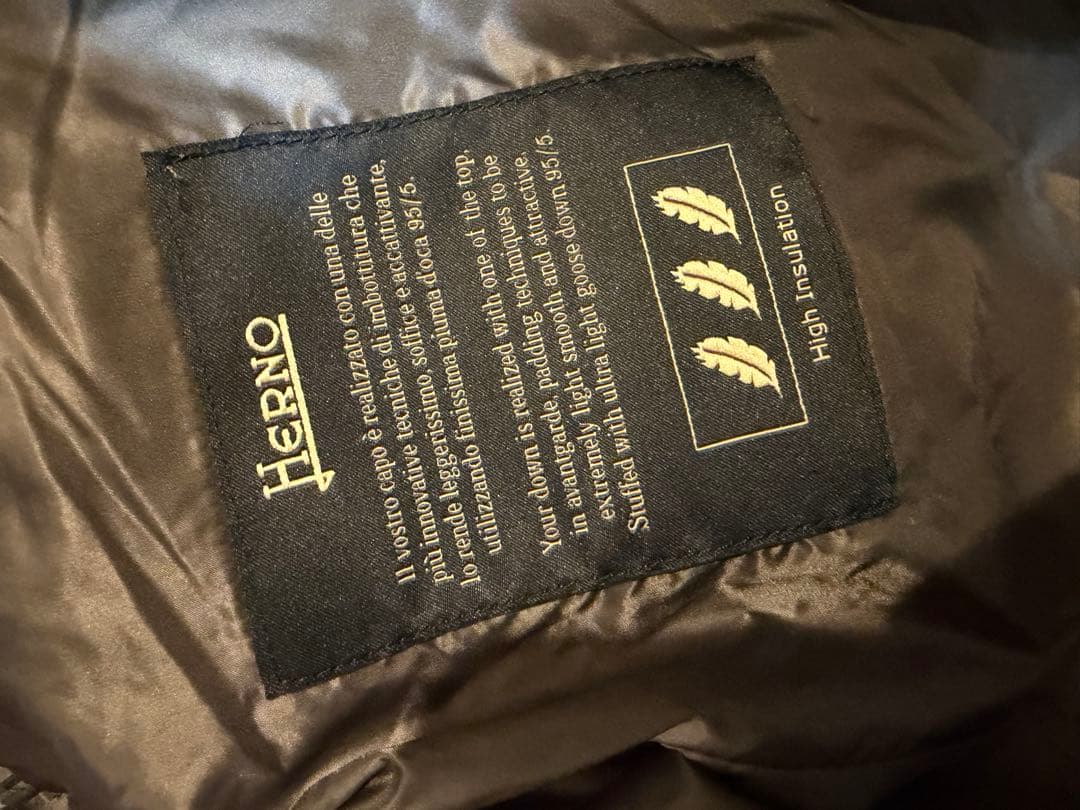 HERNO
Il vostro capo è realizzato con una delle
più innovative tecniche di imbottitura che
lo rende leggerissimo, soffice e accattivante,
utilizzando finissima piuma d'oca 95/5.
Your down is realized with one of the top,
in avantgarde, padding techniques to be
extremely light smooth and attractive.
Stuffed with ultra light goose down 95/5.
High Insulation